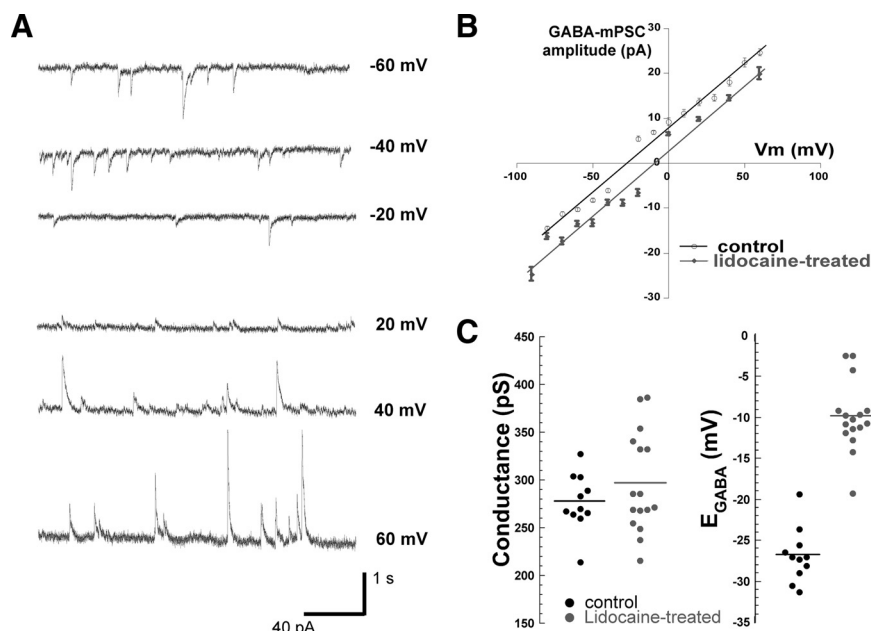 A
-60 mV
-40 mV
-20 mV
20 mV
40 mV
60 mV
1 s
40 pA
B
GABA-mPSC
amplitude (pA)
30
20
10
0
-10
-20
-30
-100
-50
0
50
100
Vm (mV)
control
lidocaine-treated
C
Conductance (pS)
450
400
350
300
250
200
150
control
Lidocaine-treated
EGABA (mV)
0
-5
-10
-15
-20
-25
-30
-35